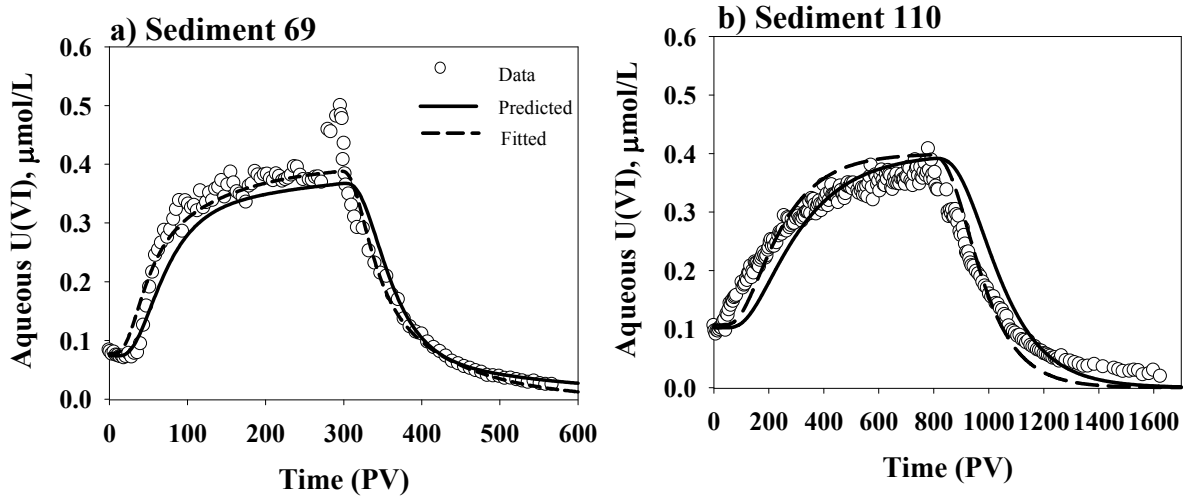 a) Sediment 69
0.6
0.5
0.4
0.3
0.2
0.1
0.0
Aqueous U(VI), μmol/L
Data
Predicted
Fitted
0 100 200 300 400 500 600
Time (PV)
b) Sediment 110
0.6
0.5
0.4
0.3
0.2
0.1
0.0
Aqueous U(VI), μmol/L
0 200 400 600 800 1000 1200 1400 1600
Time (PV)